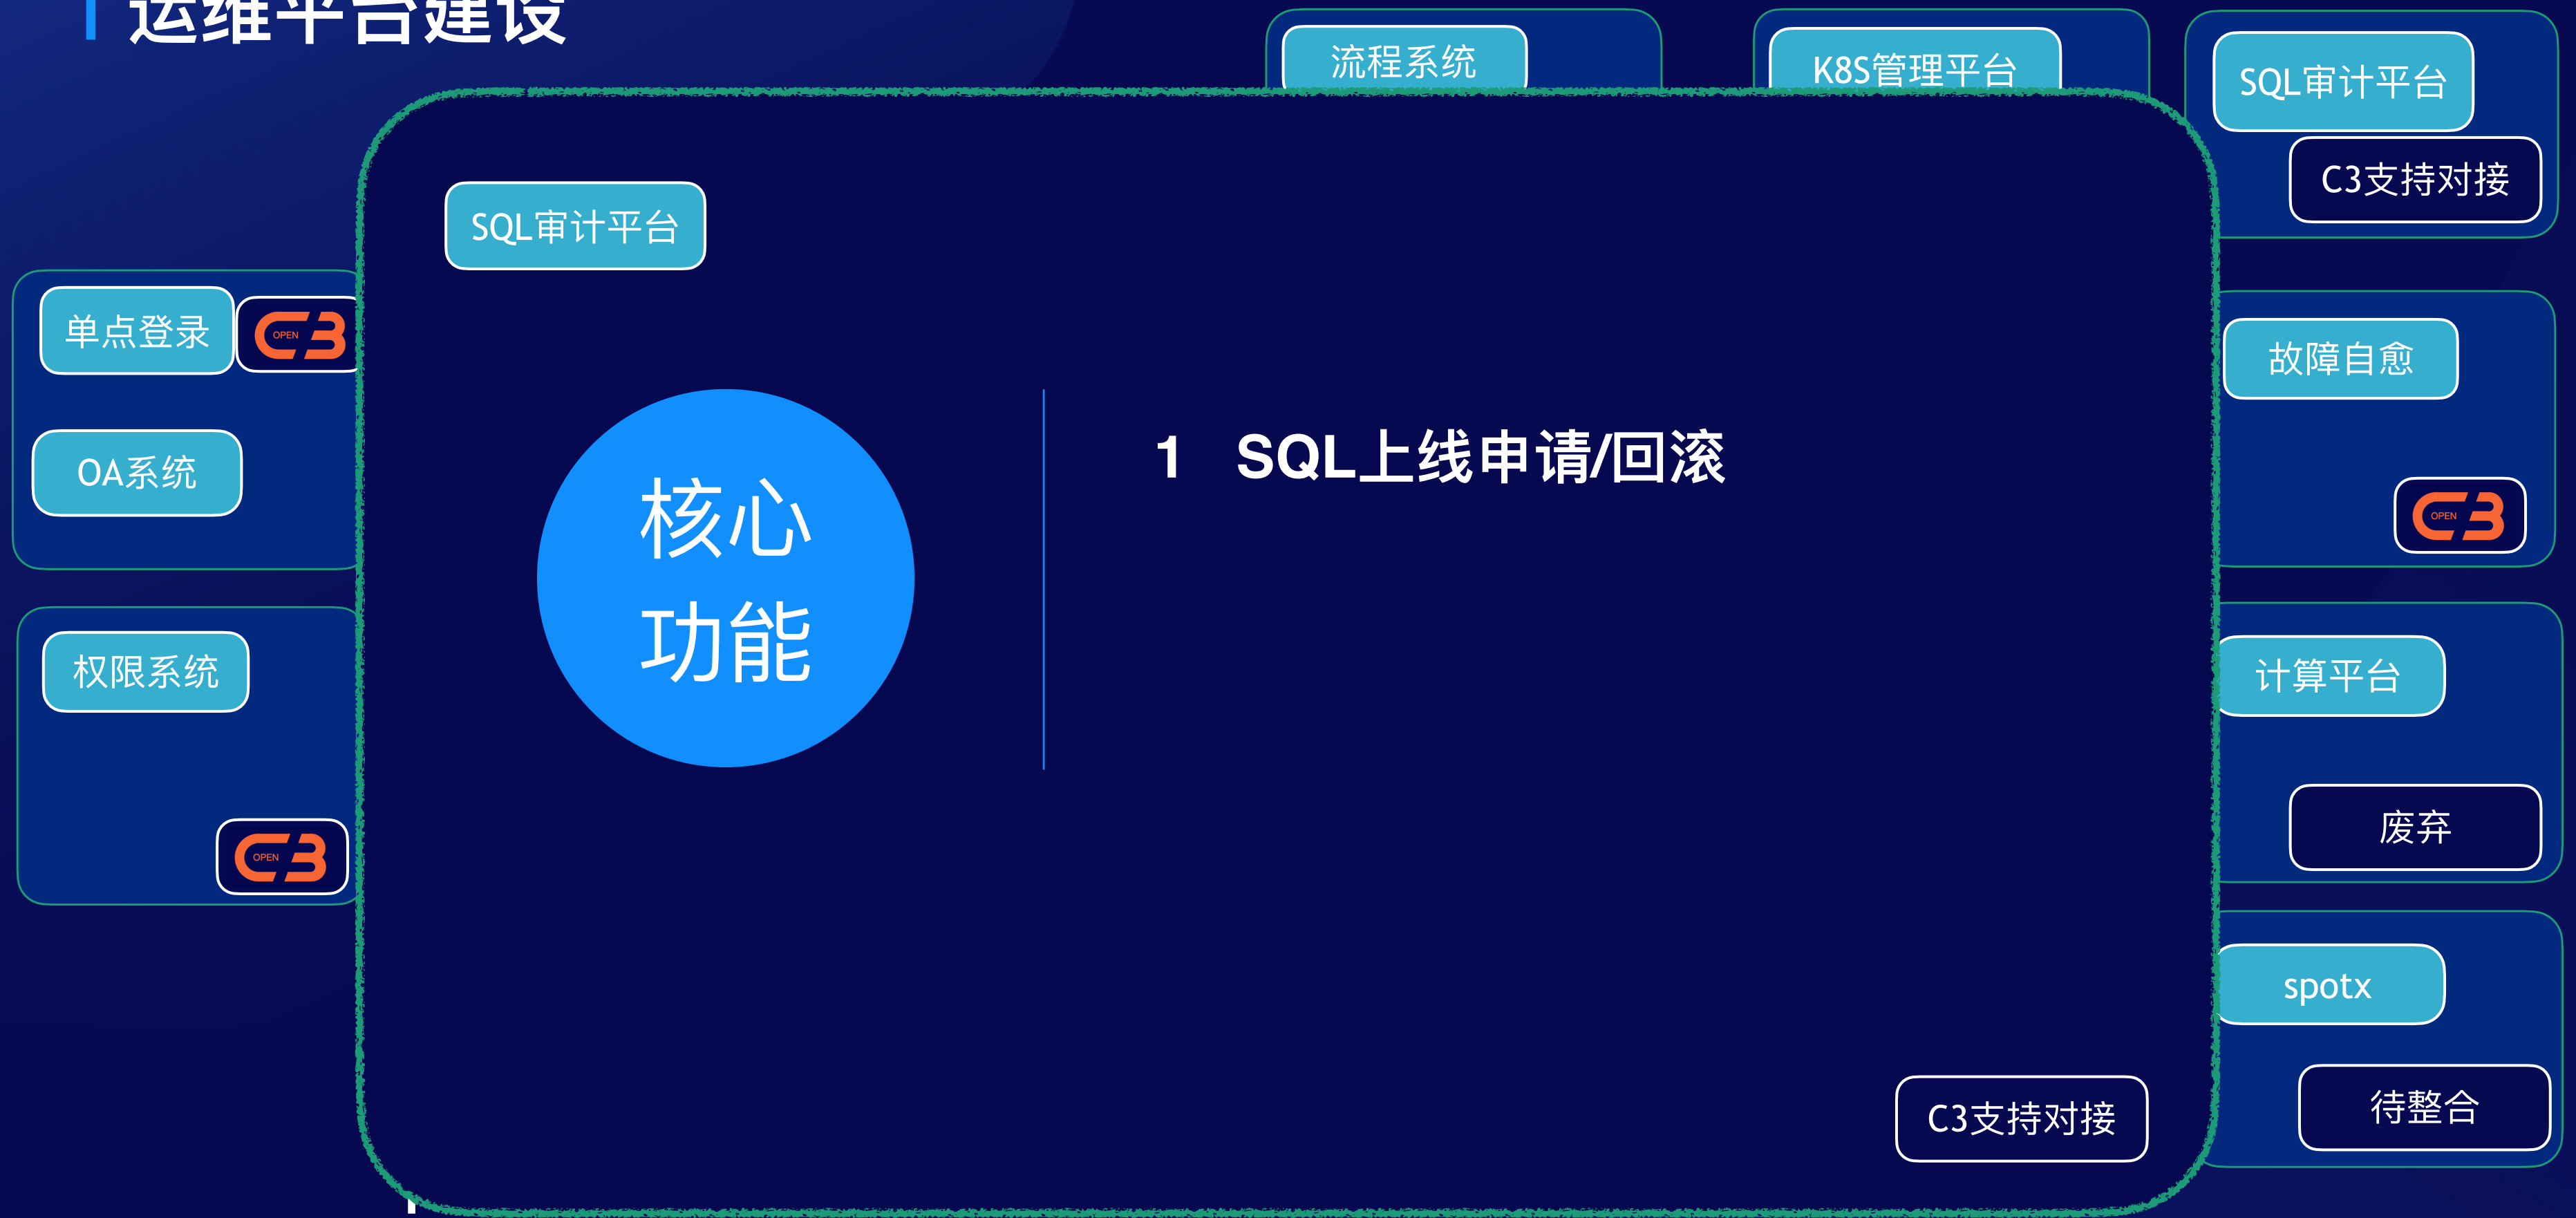 运维平台建设
流程系统
K8S管理平台
SQL审计平台
C3支持对接
SQL审计平台
单点登录
OPEN
OA系统
权限系统
OPEN
核心
功能
1 SQL上线申请/回滚
故障自愈
OPEN
计算平台
废弃
spotx
待整合
C3支持对接